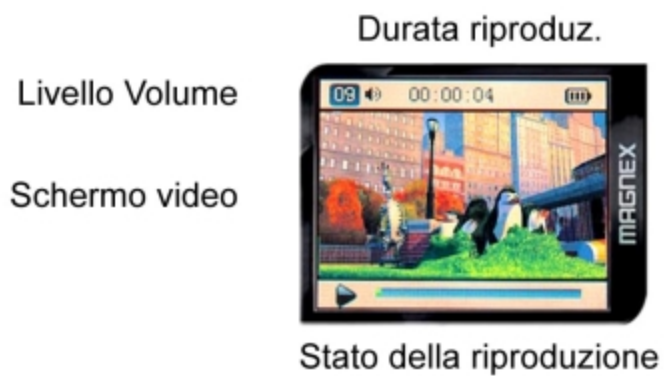 Durata riproduz.
Livello Volume
09 00:00:04
Schermo video
MAGNEX
Stato della riproduzione